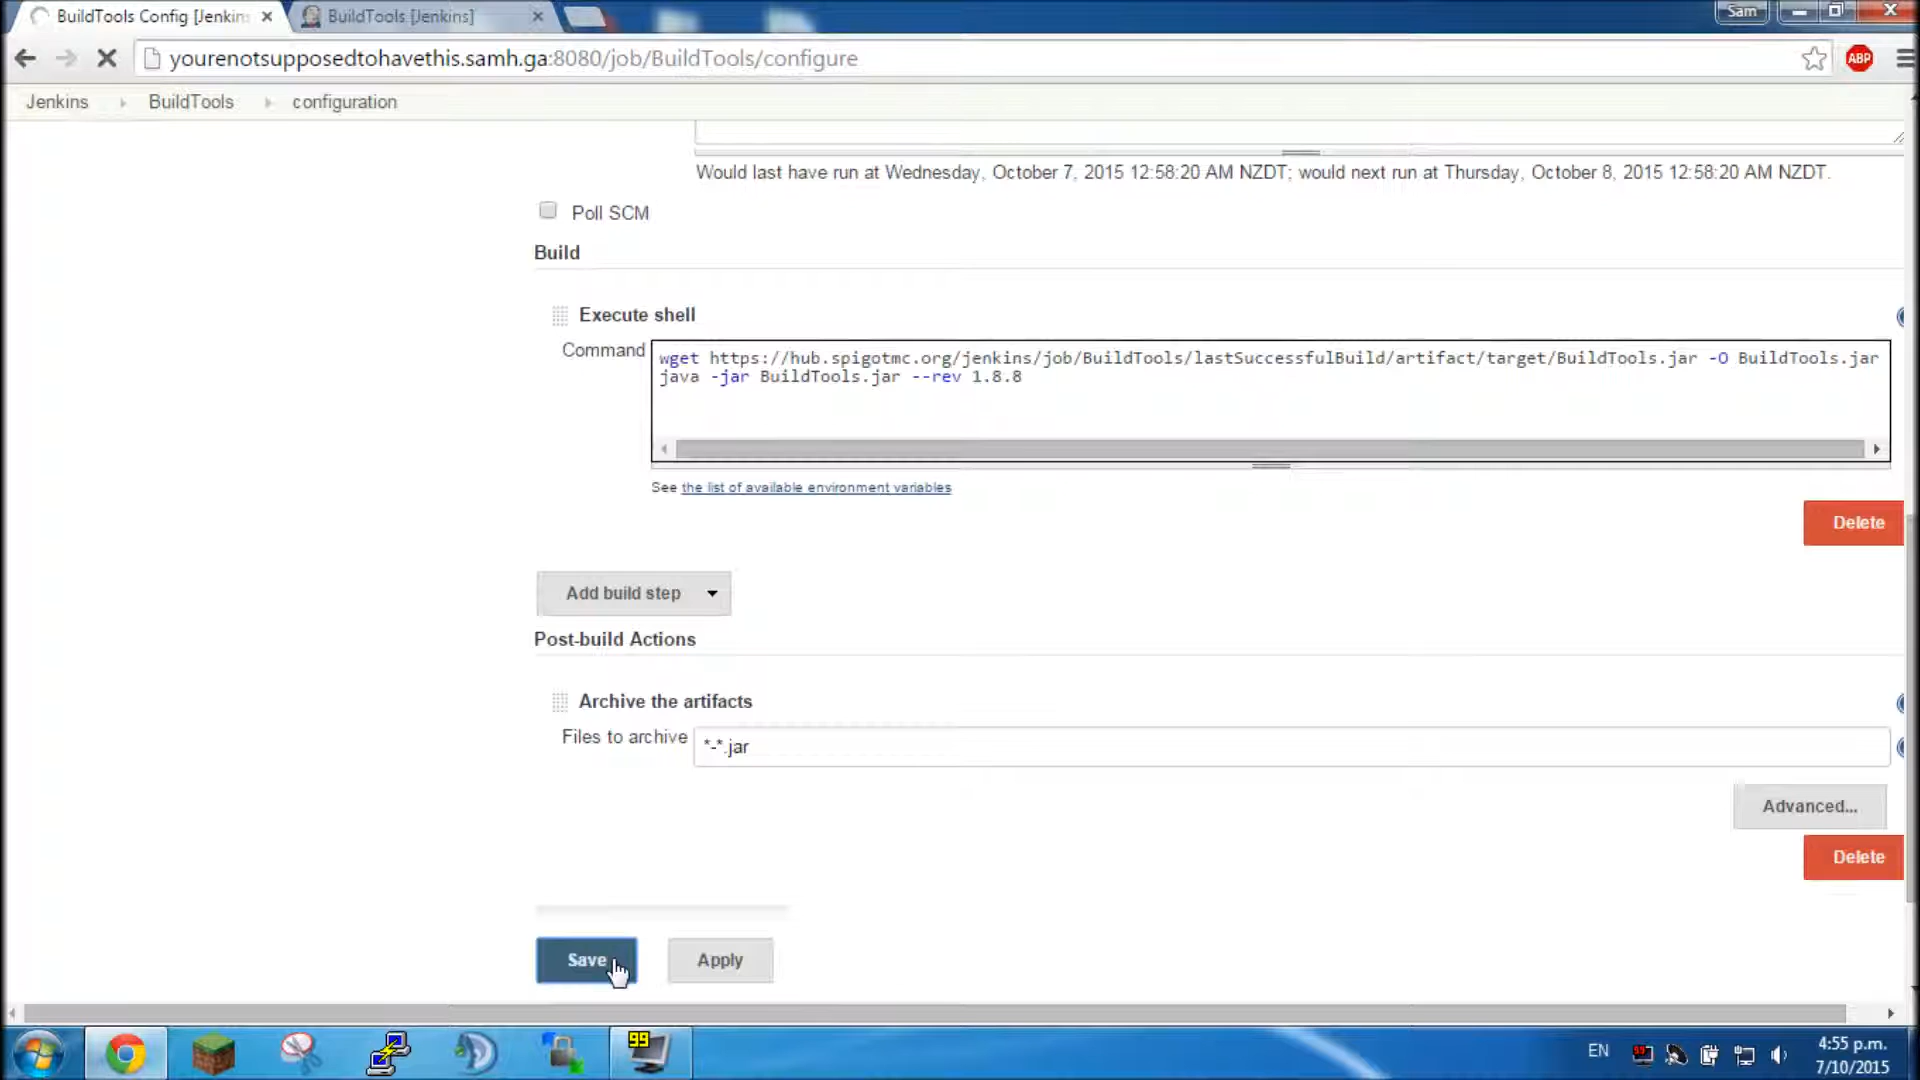 BuildTools Config [Jenkin
BuildTools [Jenkins]
Sam
yourenotsupposedtohavethis.samh.ga:8080/job/BuildTools/configure
ABP
Jenkins
BuildTools
configuration
Would last have run at Wednesday, October 7, 2015 12:58:20 AM NZDT; would next run at Thursday, October 8, 2015 12:58:20 AM NZDT.
Poll SCM
Build
Execute shell
Command
wget https://hub.spigotmc.org/jenkins/job/BuildTools/lastSuccessfulBuild/artifact/target/BuildTools.jar -O BuildTools.jar
java -jar BuildTools.jar --rev 1.8.8
See the list of available environment variables
Delete
Add build step
Post-build Actions
Archive the artifacts
Files to archive
*-*.jar
Advanced...
Delete
Save
Apply
99
EN
99
4:55 p.m.
7/10/2015